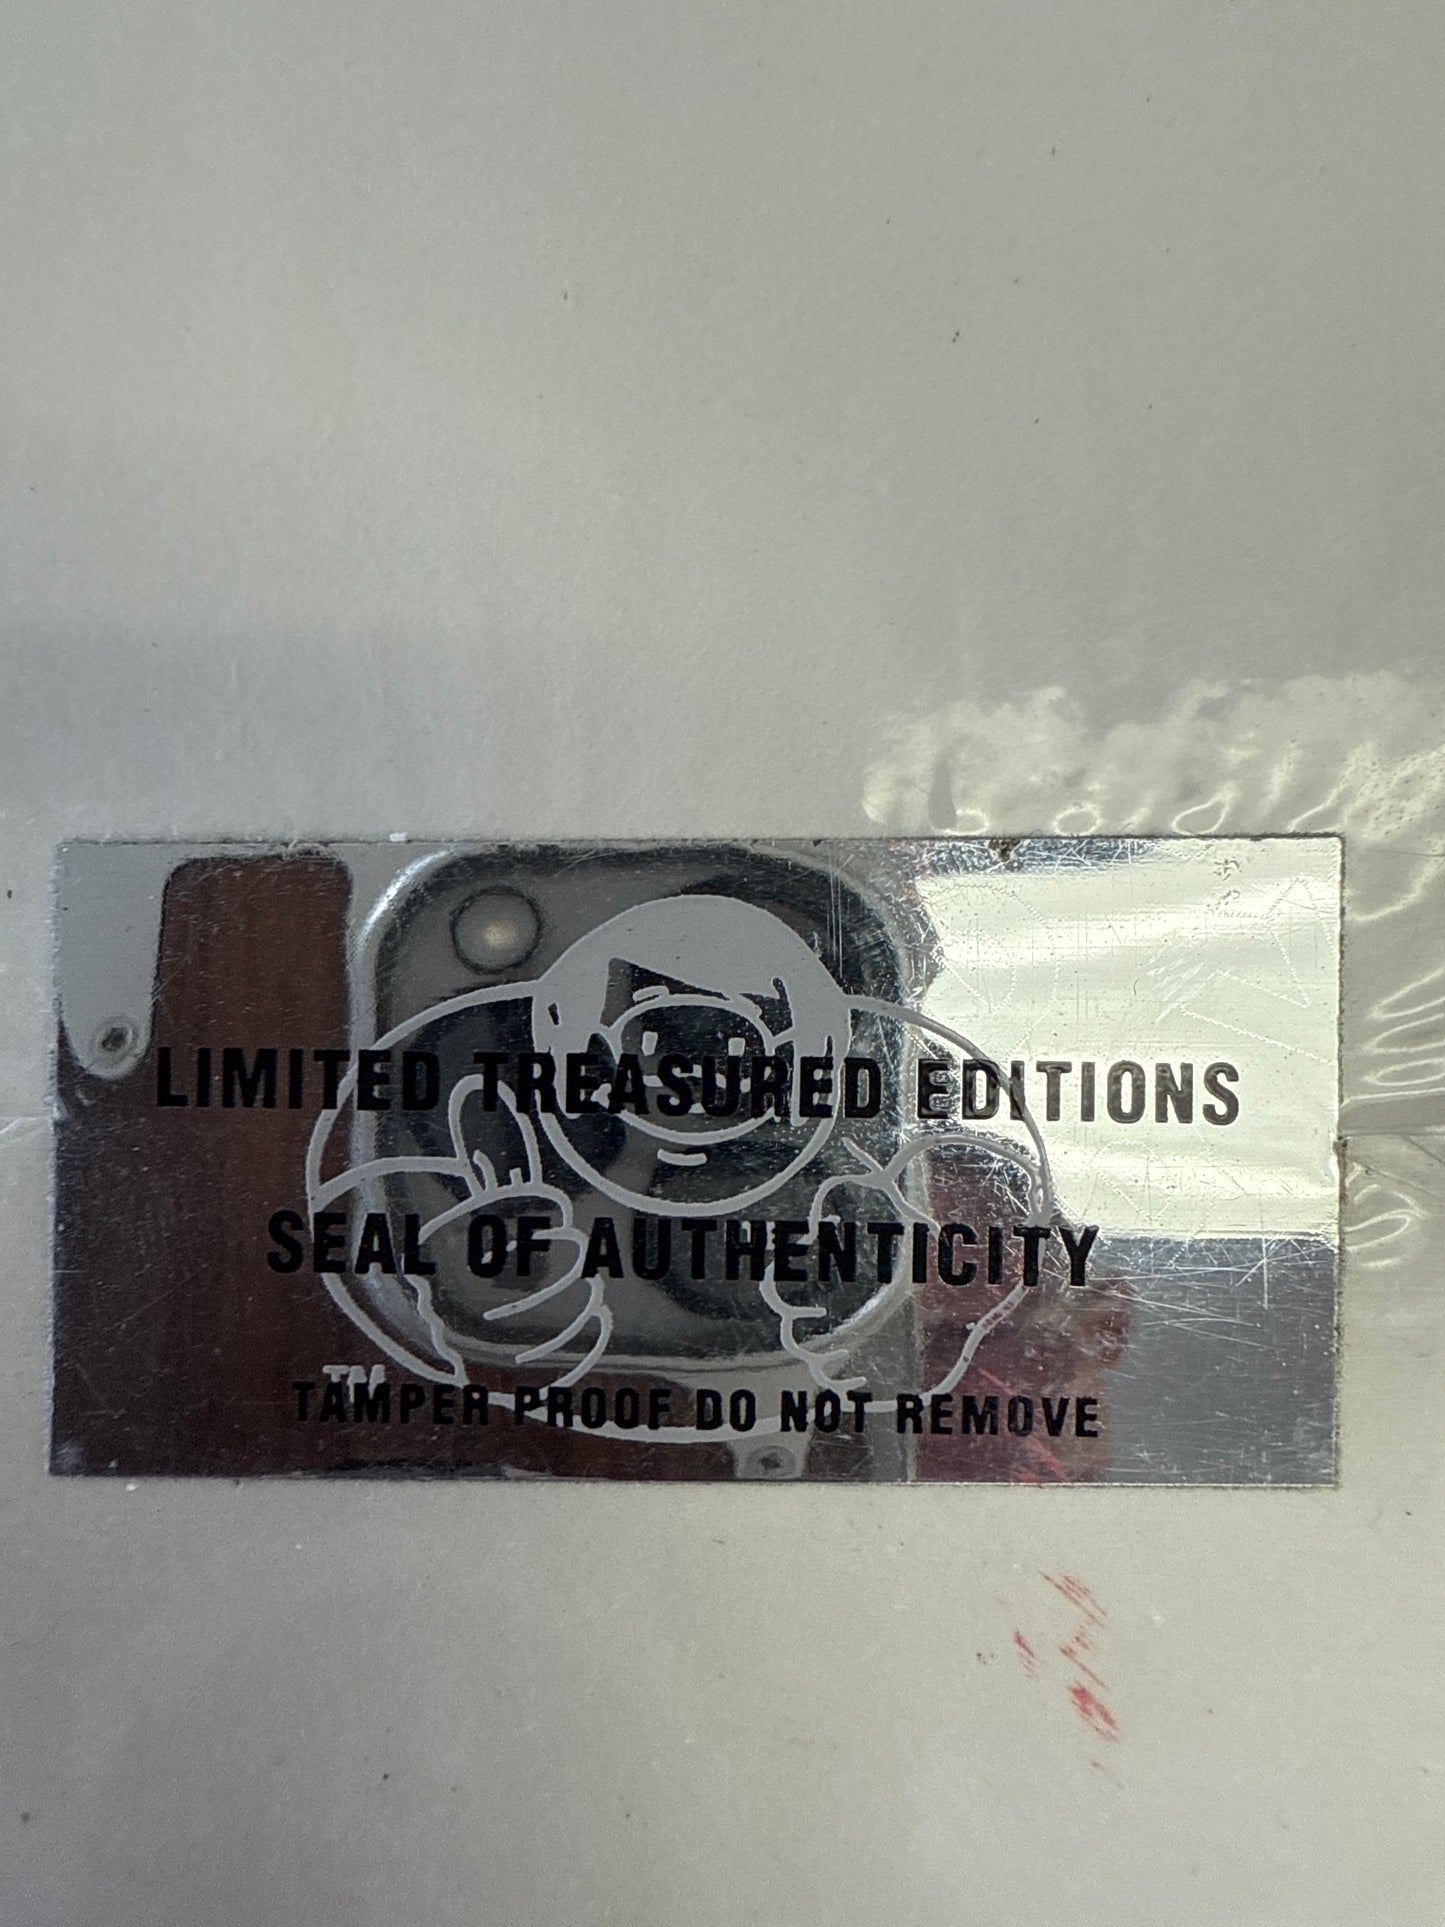 LIMITED TREASURED EDITIONS
SEAL OF AUTHENTICITY
TM
TAMPER PROOF DO NOT REMOVE